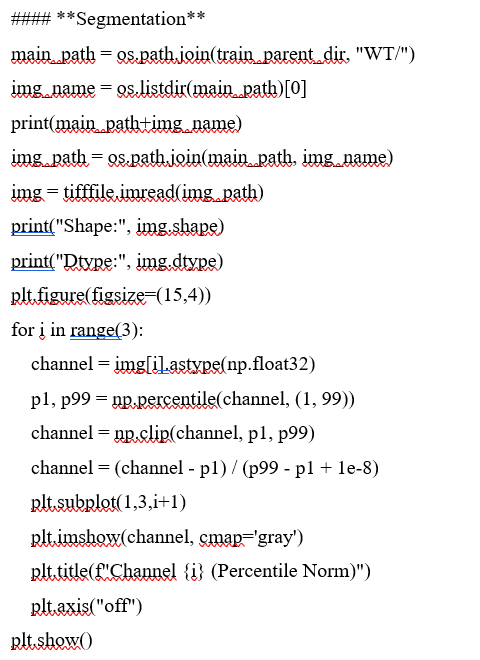 #### **Segmentation**
main_path = os.path.join(train_parent_dir, "WT/")
img_name = os.listdir(main_path)[0]
print(main_path+img_name)
img_path = os.path.join(main_path, img_name)
img = tifffile.imread(img_path)
print("Shape:", img.shape)
print("Dtype:", img.dtype)
plt.figure(figsize=(15,4))
for i in range(3):
    channel = img[i].astype(np.float32)
    p1, p99 = np.percentile(channel, (1, 99))
    channel = np.clip(channel, p1, p99)
    channel = (channel - p1) / (p99 - p1 + 1e-8)
    plt.subplot(1,3,i+1)
    plt.imshow(channel, cmap='gray')
    plt.title(f"Channel {i} (Percentile Norm)")
    plt.axis("off")
plt.show()